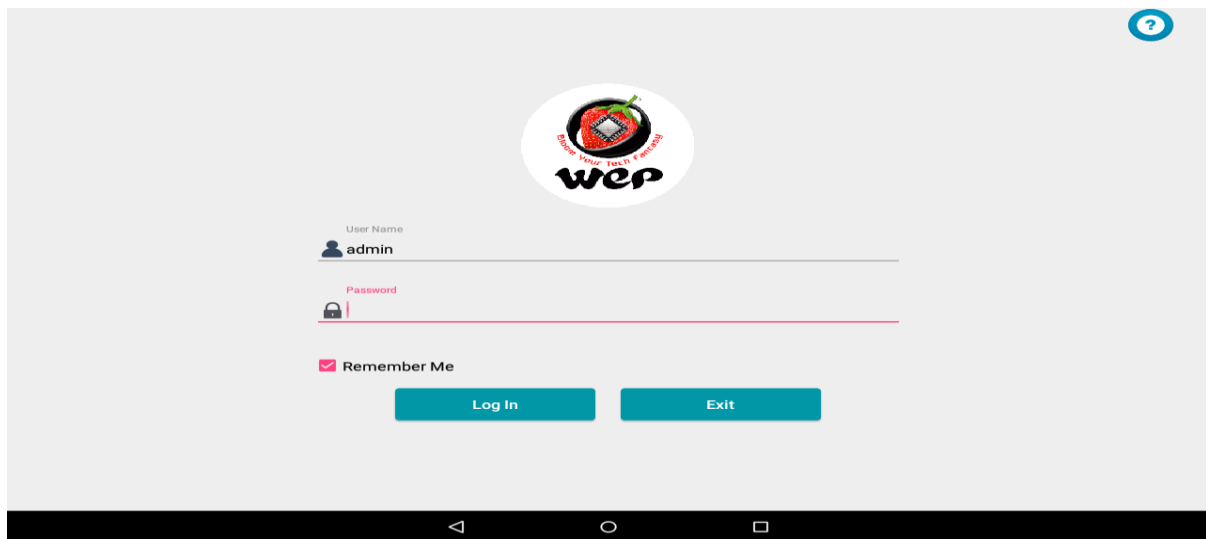 ?
Bloom Your Tech Fantasy
wep
User Name
admin
Password
Remember Me
Log In
Exit